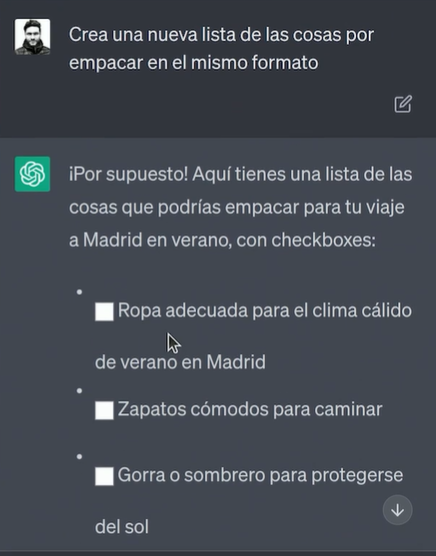 Crea una nueva lista de las cosas por
empacar en el mismo formato
¡Por supuesto! Aquí tienes una lista de las
cosas que podrías empacar para tu viaje
a Madrid en verano, con checkboxes:
Ropa adecuada para el clima cálido
de verano en Madrid
Zapatos cómodos para caminar
Gorra o sombrero para protegerse
del sol